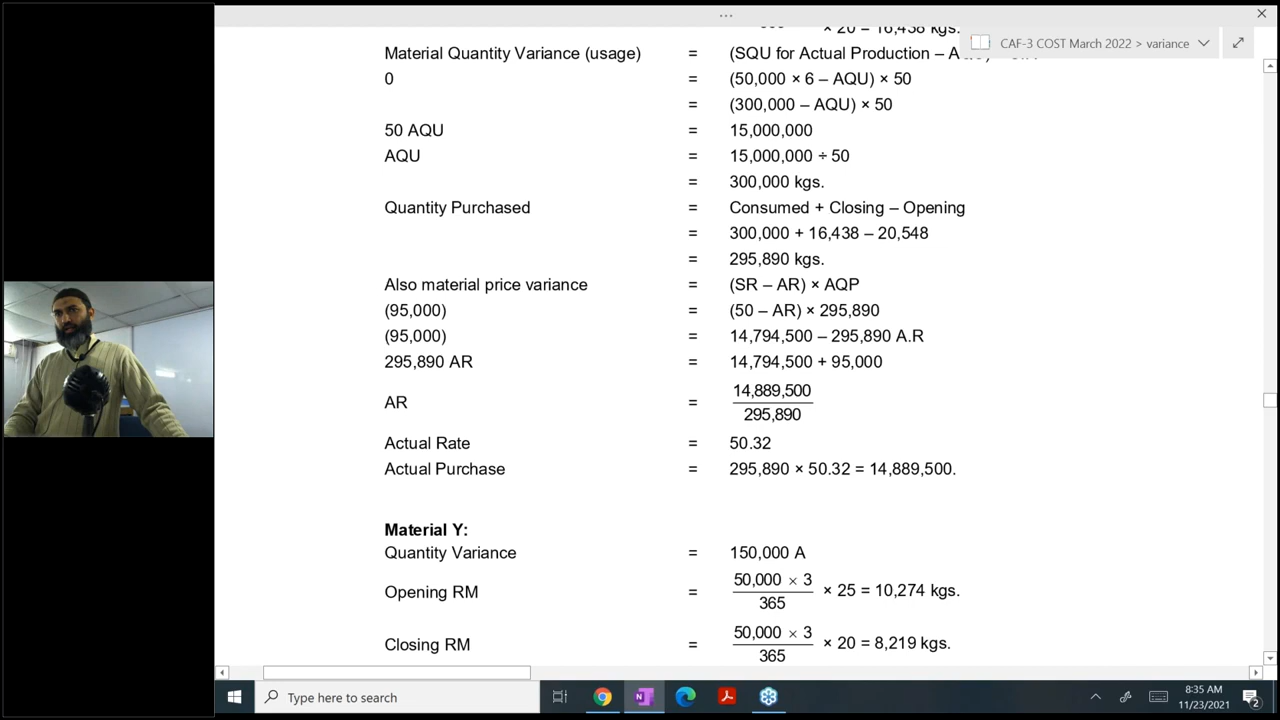 CAF-3 COST March 2022 > variance
× 20 = 16,438 kgs.
Material Quantity Variance (usage) = (SQU for Actual Production –
0 = (50,000 × 6 – AQU) × 50
= (300,000 – AQU) × 50
50 AQU = 15,000,000
AQU = 15,000,000 ÷ 50
= 300,000 kgs.
Quantity Purchased = Consumed + Closing – Opening
= 300,000 + 16,438 – 20,548
= 295,890 kgs.
Also material price variance = (SR – AR) × AQP
(95,000) = (50 – AR) × 295,890
(95,000) = 14,794,500 – 295,890 A.R
295,890 AR = 14,794,500 + 95,000
14,889,500
AR =
295,890
Actual Rate = 50.32
Actual Purchase = 295,890 × 50.32 = 14,889,500.
Material Y:
Quantity Variance = 150,000 A
50,000 × 3
Opening RM = × 25 = 10,274 kgs.
365
50,000 × 3
Closing RM = × 20 = 8,219 kgs.
365
Type here to search
8:35 AM
11/23/2021
2